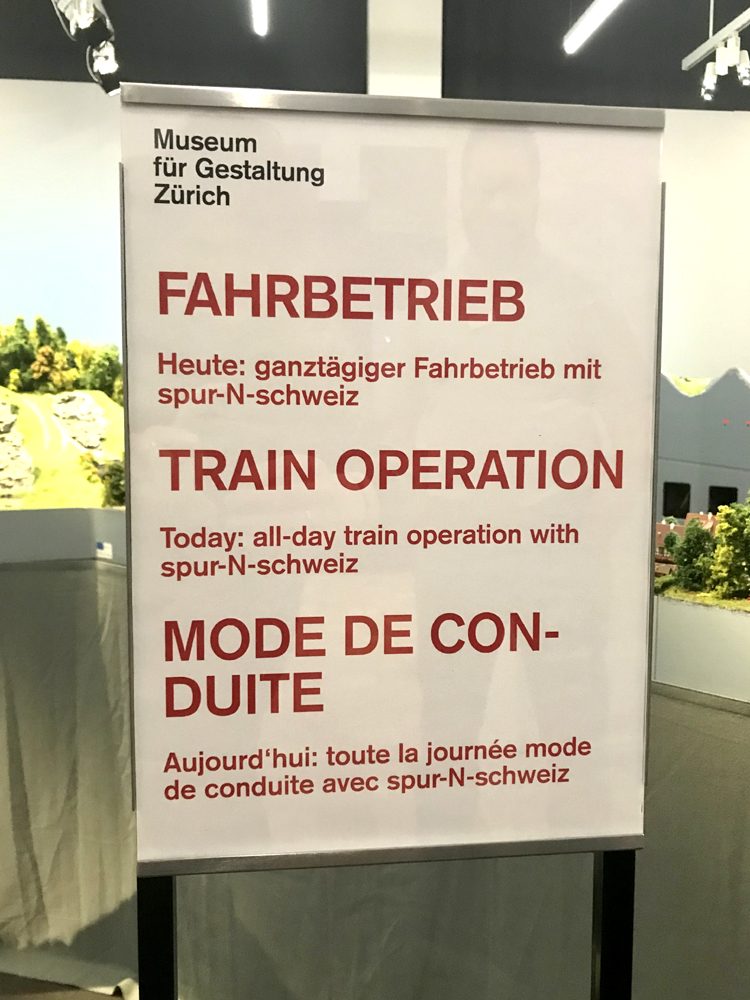 Museum
für Gestaltung
Zürich
FAHRBETRIEB
Heute: ganztägiger Fahrbetrieb mit
spur-N-schweiz
TRAIN OPERATION
Today: all-day train operation with
spur-N-schweiz
MODE DE CON-
DUITE
Aujourd‘hui: toute la journée mode
de conduite avec spur-N-schweiz